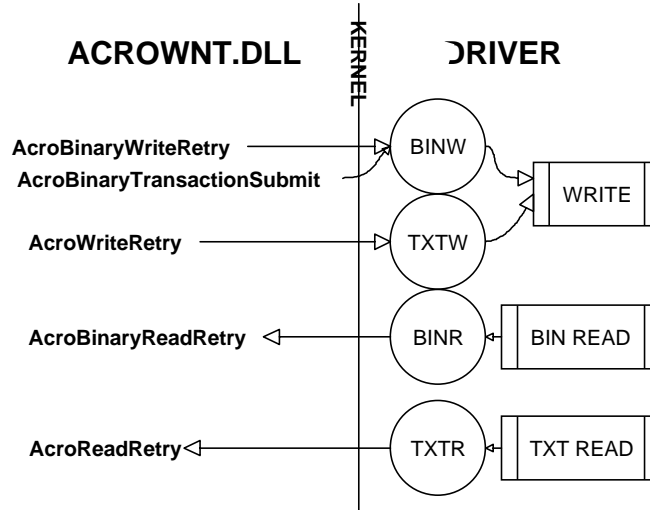 ACROWNT.DLL
KERNEL
DRIVER
AcroBinaryWriteRetry
BINW
AcroBinaryTransactionSubmit
WRITE
AcroWriteRetry
TXTW
AcroBinaryReadRetry
BINR
BIN READ
AcroReadRetry
TXTR
TXT READ